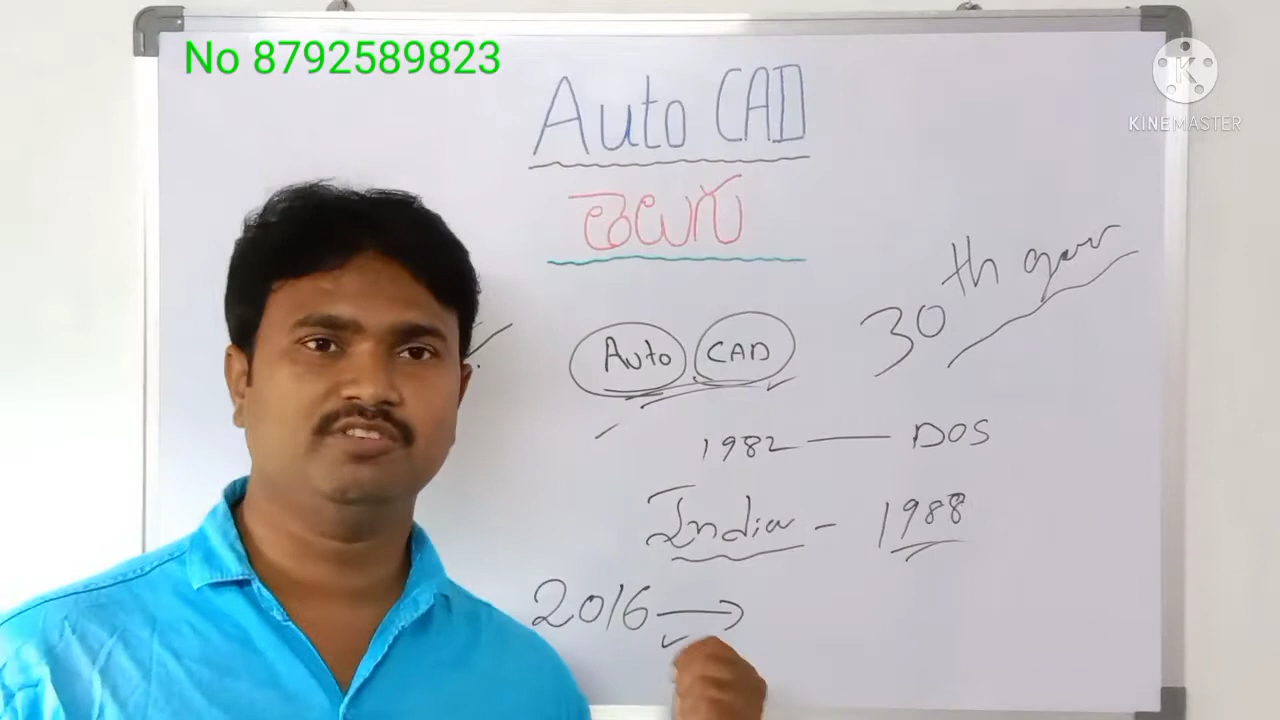 No 8792589823
KINEMASTER
Auto CAD
తెలుగు
30th year
Auto CAD
1982 — DOS
India - 1988
2016 →